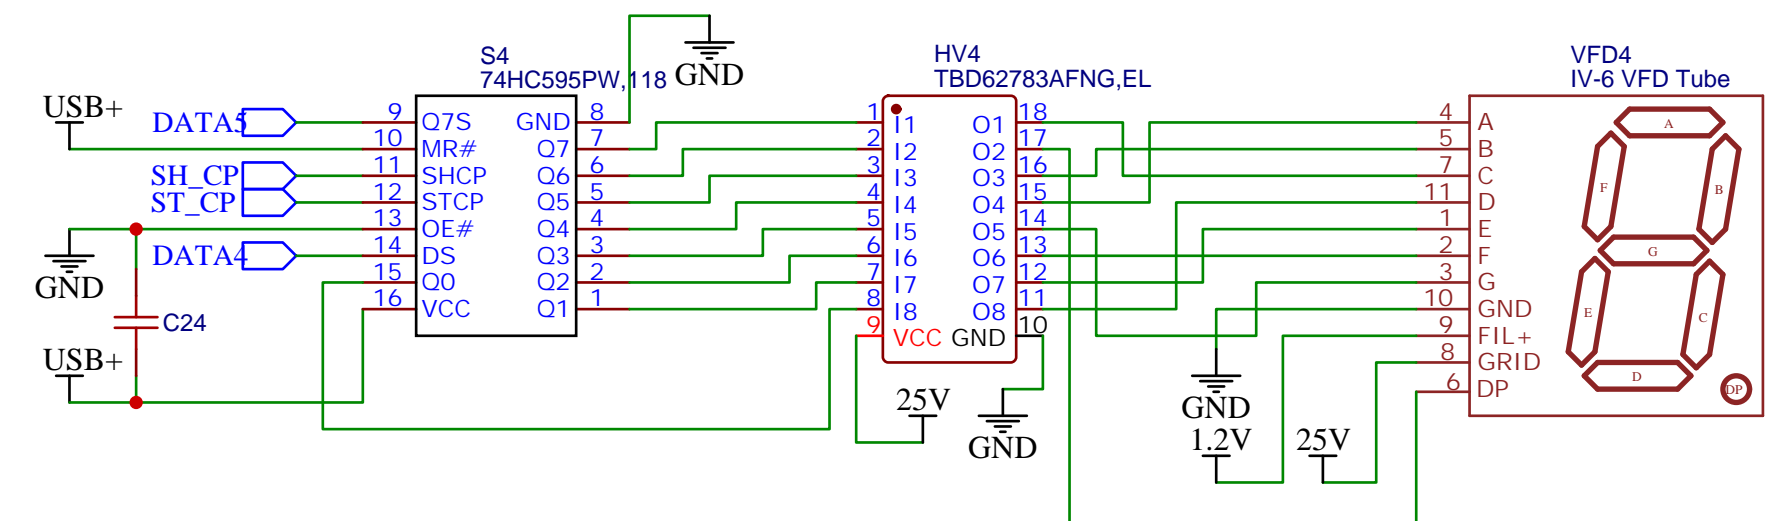 S4
74HC595PW,118
GND
HV4
TBD62783AFNG,EL
VFD4
IV-6 VFD Tube
USB+
DATA5
SH_CP
ST_CP
DATA4
GND
C24
USB+
9 Q7S GND 8
10 MR# Q7 7
11 SHCP Q6 6
12 STCP Q5 5
13 OE# Q4 4
14 DS Q3 3
15 Q0 Q2 2
16 VCC Q1 1
1 I1 O1 18
2 I2 O2 17
3 I3 O3 16
4 I4 O4 15
5 I5 O5 14
6 I6 O6 13
7 I7 O7 12
8 I8 O8 11
9 VCC GND 10
25V
GND
4 A
5 B
7 C
11 D
1 E
2 F
3 G
10 GND
9 FIL+
8 GRID
6 DP
GND
1.2V
25V
A
F
B
G
E
C
D
DP